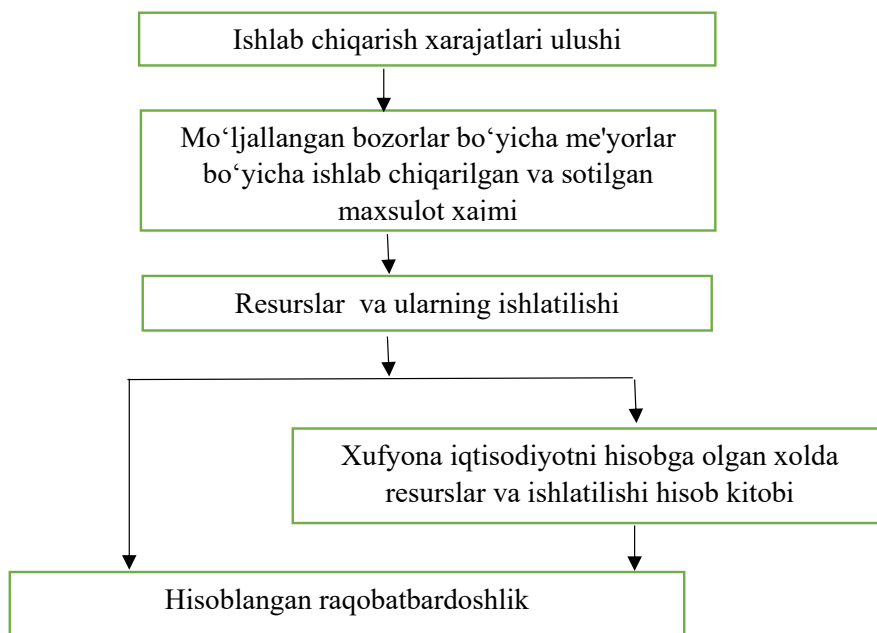 Ishlab chiqarish xarajatlari ulushi
Mo‘ljallangan bozorlar bo‘yicha me'yorlar
bo‘yicha ishlab chiqarilgan va sotilgan
maxsulot xajmi
Resurslar va ularning ishlatilishi
Xufyona iqtisodiyotni hisobga olgan xolda
resurslar va ishlatilishi hisob kitobi
Hisoblangan raqobatbardoshlik